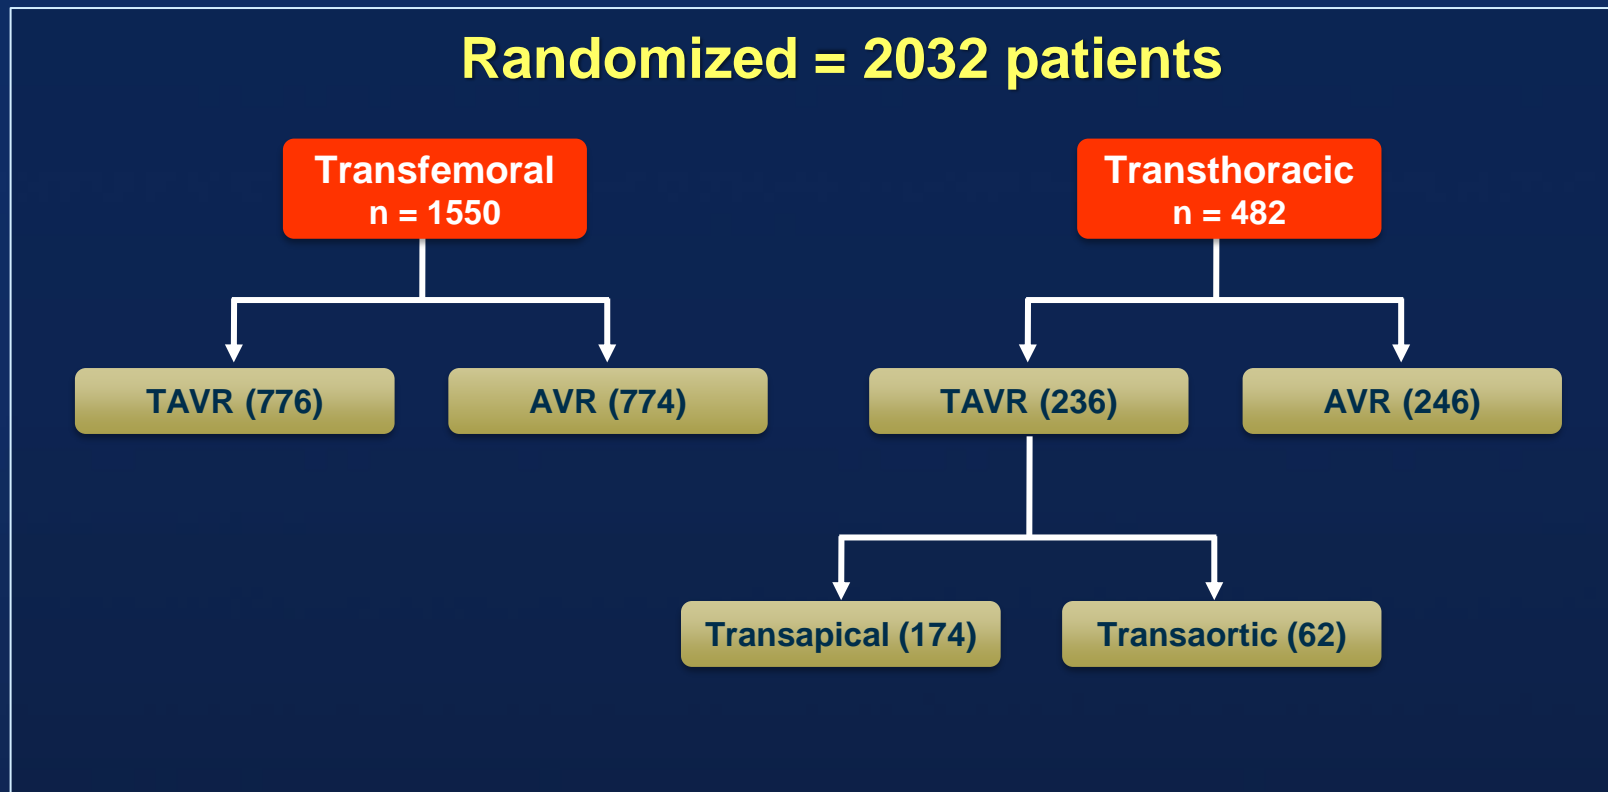 Randomized = 2032 patients
Transfemoral
n = 1550
Transthoracic
n = 482
TAVR (776)
AVR (774)
TAVR (236)
AVR (246)
Transapical (174)
Transaortic (62)